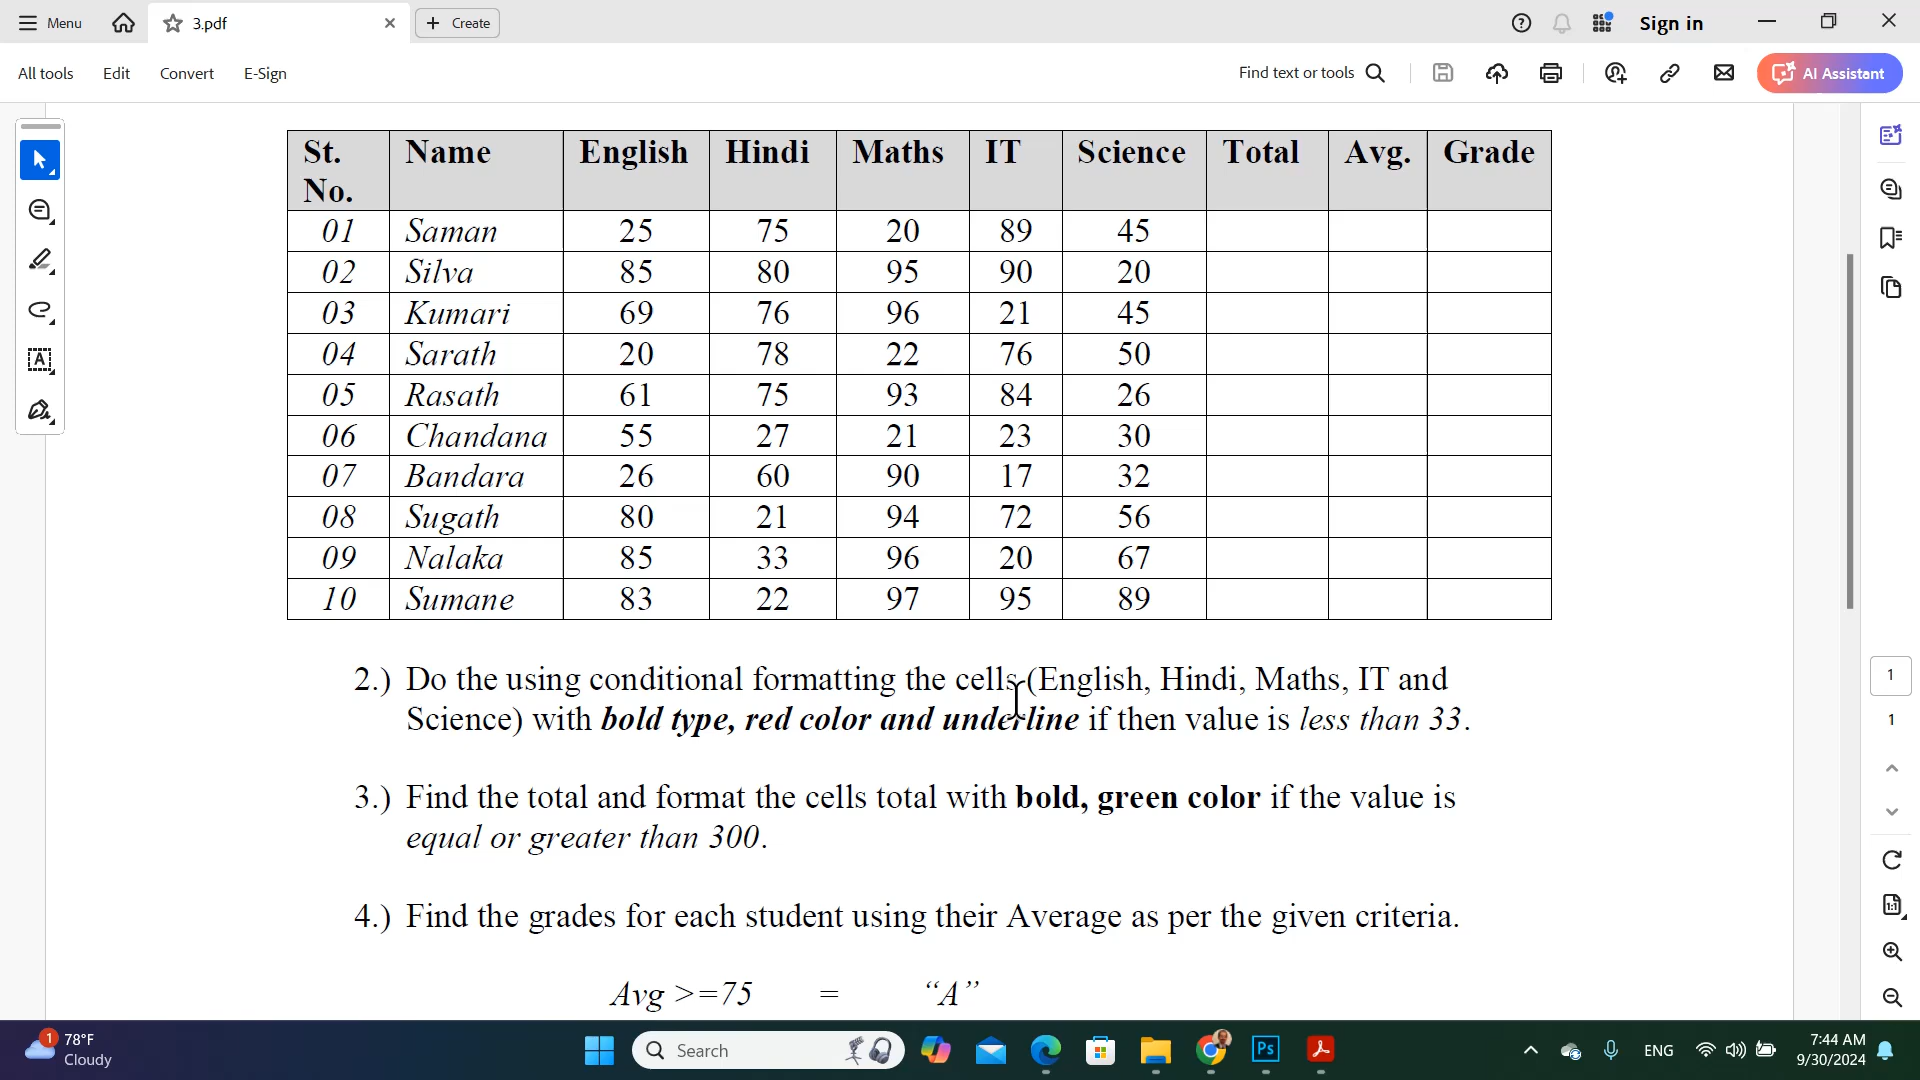 Menu 3.pdf Create Sign in
All tools Edit Convert E-Sign Find text or tools AI Assistant
St. No. Name English Hindi Maths IT Science Total Avg. Grade
01 Saman 25 75 20 89 45
02 Silva 85 80 95 90 20
03 Kumari 69 76 96 21 45
04 Sarath 20 78 22 76 50
05 Rasath 61 75 93 84 26
06 Chandana 55 27 21 23 30
07 Bandara 26 60 90 17 32
08 Sugath 80 21 94 72 56
09 Nalaka 85 33 96 20 67
10 Sumane 83 22 97 95 89
2.) Do the using conditional formatting the cells (English, Hindi, Maths, IT and
Science) with bold type, red color and underline if then value is less than 33.
3.) Find the total and format the cells total with bold, green color if the value is
equal or greater than 300.
4.) Find the grades for each student using their Average as per the given criteria.
Avg >=75 = “A”
1
1
1 78°F
Cloudy
Search
Ps
ENG
7:44 AM
9/30/2024